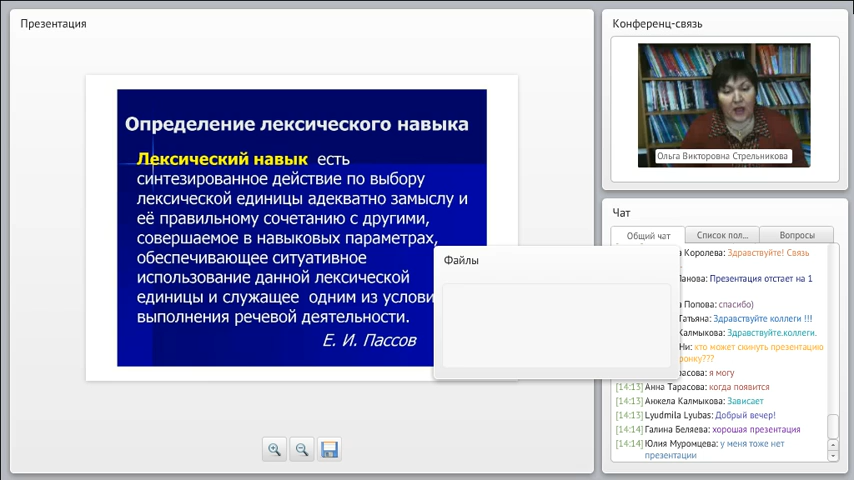 Презентация
Определение лексического навыка
Лексический навык есть
синтезированное действие по выбору
лексической единицы адекватно замыслу и
её правильному сочетанию с другими,
совершаемое в навыковых параметрах,
обеспечивающее ситуативное
использование данной лексической
единицы и служащее одним из
выполнения речевой деятельности.
Е. И. Пассов
Файлы
Конференц-связь
Ольга Викторовна Стрельникова
Чат
Общий чат
Список пол...
Вопросы
Королева: Здравствуйте! Связь
Презентация отстает на 1
Попова: спасибо)
Татьяна: Здравствуйте коллеги !!!
Калмыкова: Здравствуйте.коллеги.
кто может скинуть презентацию
я могу
[14:13] Анна Тарасова: когда появится
[14:13] Анжела Калмыкова: Зависает
[14:13] Lyudmila Lyubas: Добрый вечер!
[14:14] Галина Беляева: хорошая презентация
[14:14] Юлия Муромцева: у меня тоже нет
презентации